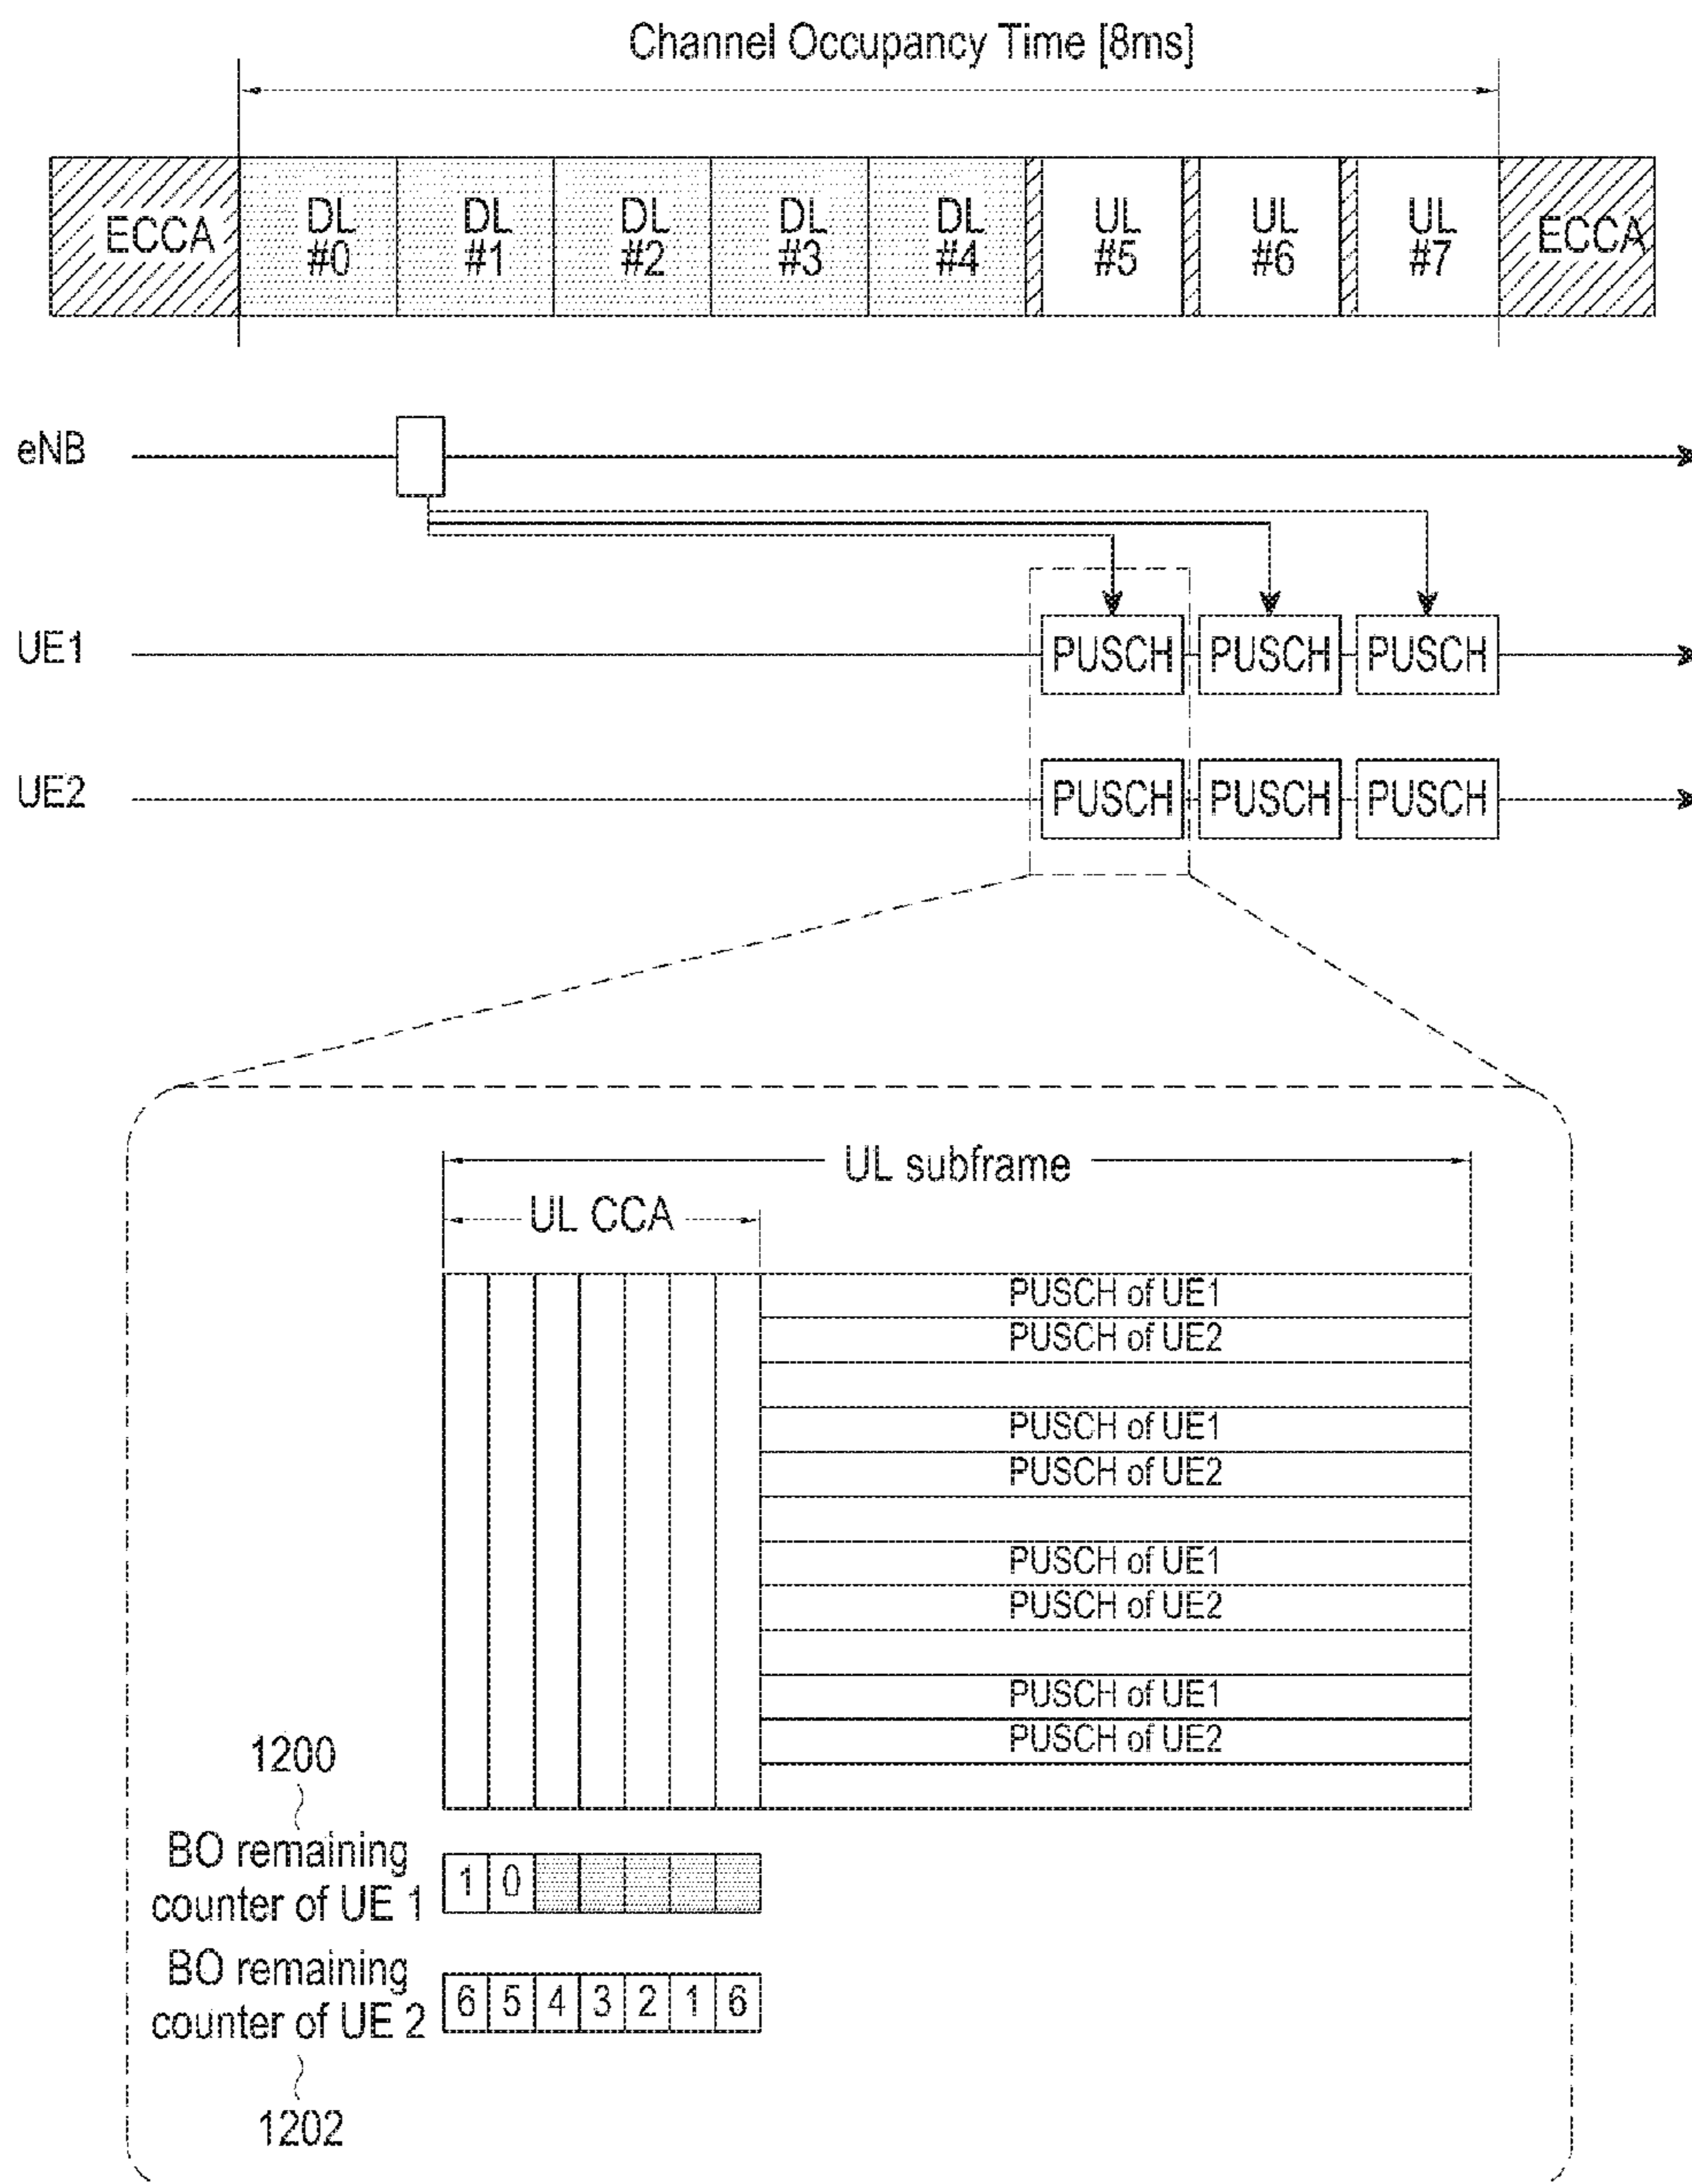 Channel Occupancy Time [8ms]
ECCA DL #0 DL #1 DL #2 DL #3 DL #4 UL #5 UL #6 UL #7 ECCA
eNB
UE1 PUSCH PUSCH PUSCH
UE2 PUSCH PUSCH PUSCH
UL subframe
UL CCA
PUSCH of UE1
PUSCH of UE2
PUSCH of UE1
PUSCH of UE2
PUSCH of UE1
PUSCH of UE2
PUSCH of UE1
PUSCH of UE2
1200
BO remaining
counter of UE 1
1 0
BO remaining
counter of UE 2
6 5 4 3 2 1 6
1202